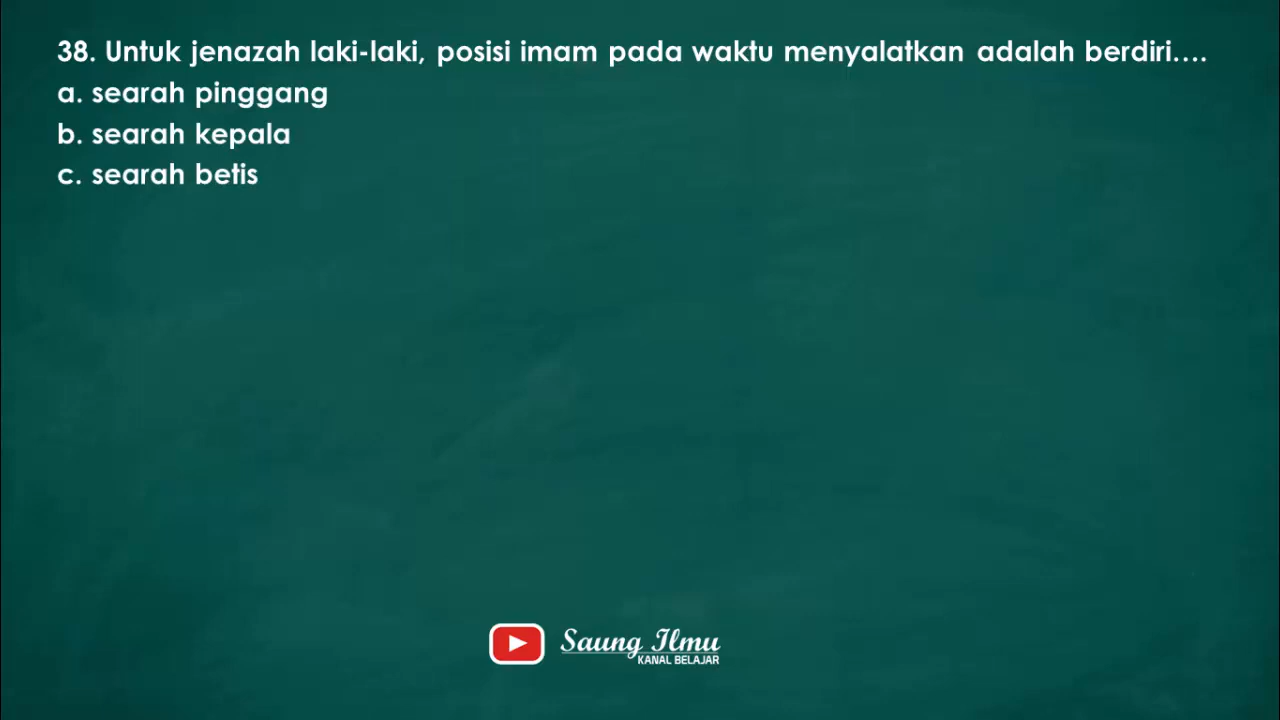 38. Untuk jenazah laki-laki, posisi imam pada waktu menyalatkan adalah berdiri....
a. searah pinggang
b. searah kepala
c. searah betis
Saung Ilmu
KANAL BELAJAR